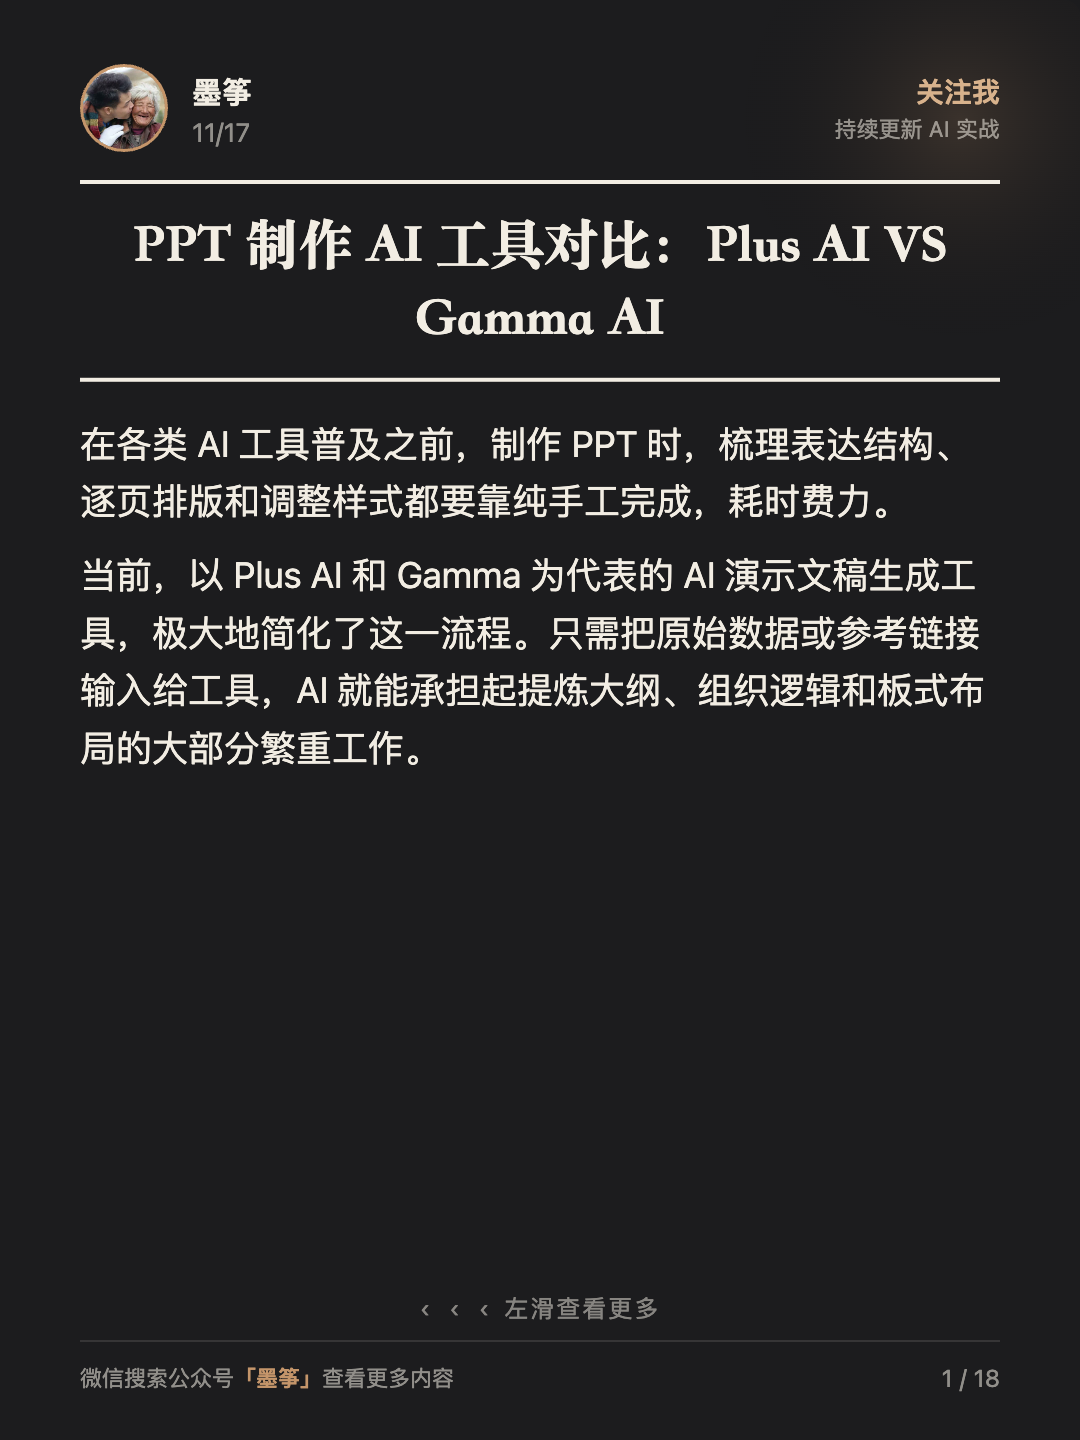 墨筝
11/17
关注我
持续更新 AI 实战
PPT 制作 AI 工具对比：Plus AI VS
Gamma AI
在各类 AI 工具普及之前，制作 PPT 时，梳理表达结构、
逐页排版和调整样式都要靠纯手工完成，耗时费力。
当前，以 Plus AI 和 Gamma 为代表的 AI 演示文稿生成工
具，极大地简化了这一流程。只需把原始数据或参考链接
输入给工具，AI 就能承担起提炼大纲、组织逻辑和板式布
局的大部分繁重工作。
‹ ‹ ‹ 左滑查看更多
微信搜索公众号「墨筝」查看更多内容
1 / 18